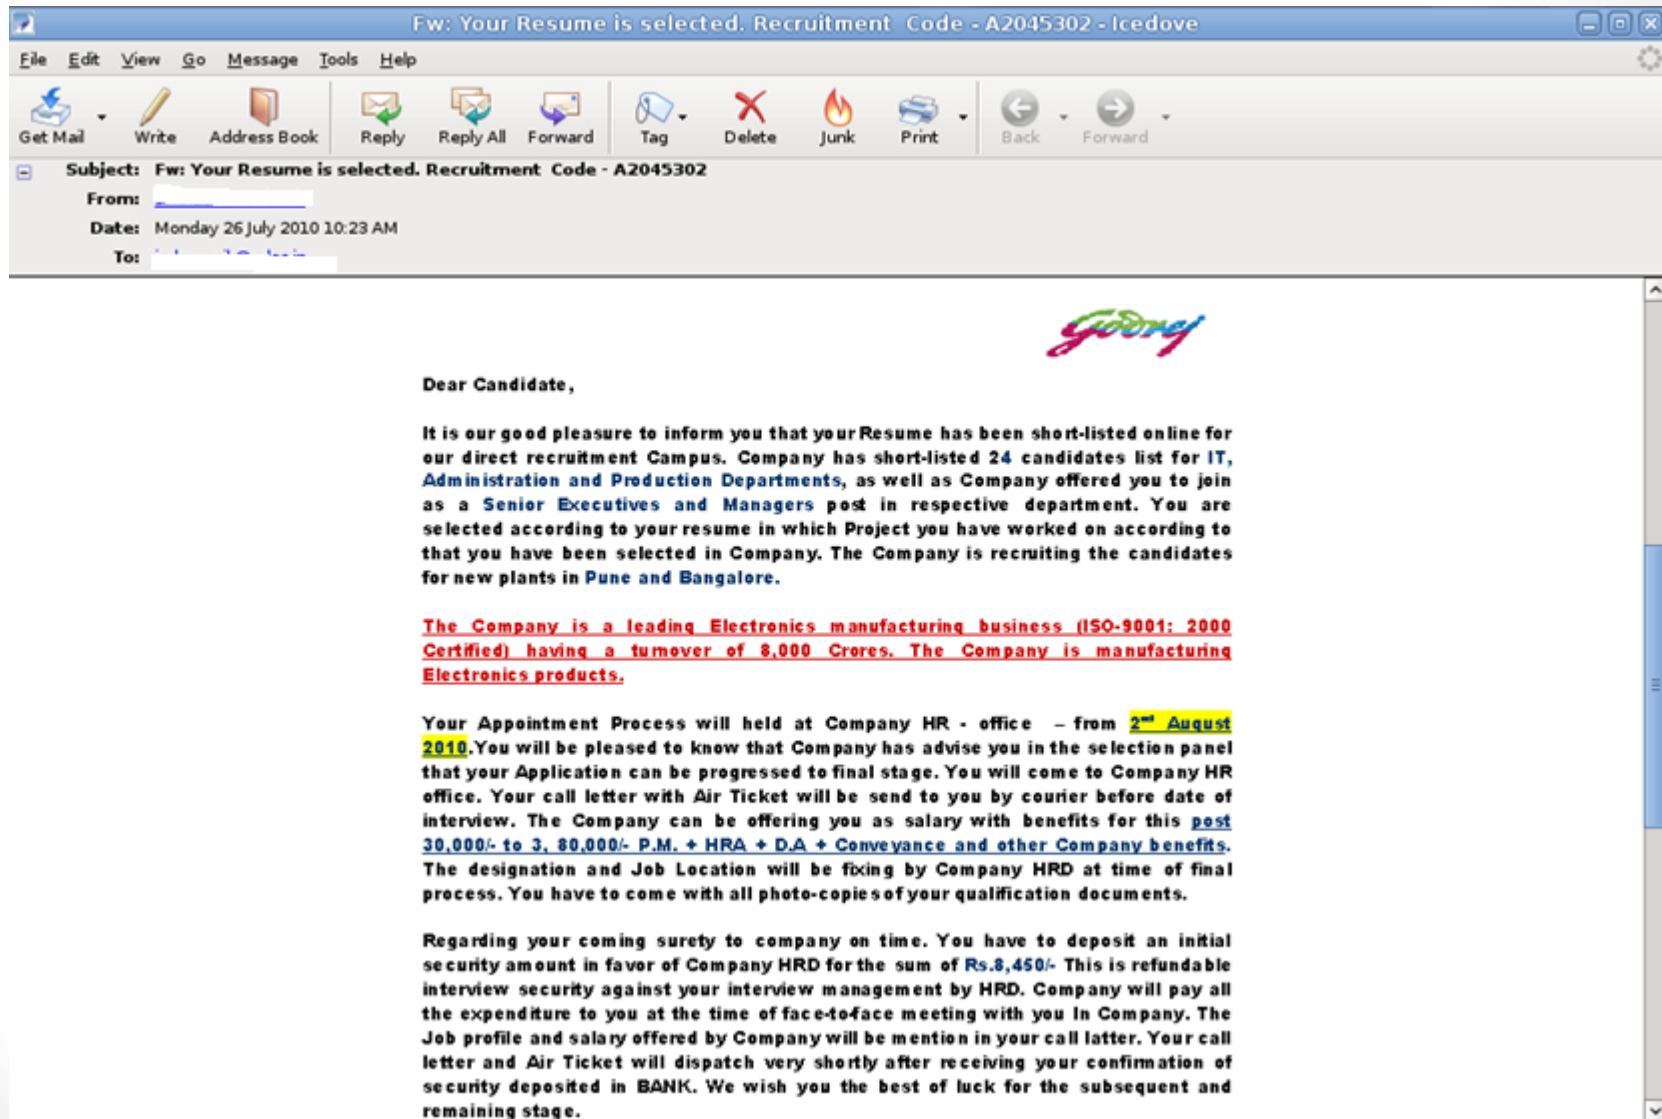 Fw: Your Resume is selected. Recruitment Code - A2045302 - Icedove
File Edit View Go Message Tools Help
Get Mail Write Address Book Reply Reply All Forward Tag Delete Junk Print Back Forward
Subject: Fw: Your Resume is selected. Recruitment Code - A2045302
From:
Date: Monday 26 July 2010 10:23 AM
To:
Godrej
Dear Candidate,
It is our good pleasure to inform you that your Resume has been short-listed online for
our direct recruitment Campus. Company has short-listed 24 candidates list for IT,
Administration and Production Departments, as well as Company offered you to join
as a Senior Executives and Managers post in respective department. You are
selected according to your resume in which Project you have worked on according to
that you have been selected in Company. The Company is recruiting the candidates
for new plants in Pune and Bangalore.
The Company is a leading Electronics manufacturing business (ISO-9001: 2000
Certified) having a turnover of 8,000 Crores. The Company is manufacturing
Electronics products.
Your Appointment Process will held at Company HR - office – from 2nd August
2010.You will be pleased to know that Company has advise you in the selection panel
that your Application can be progressed to final stage. You will come to Company HR
office. Your call letter with Air Ticket will be send to you by courier before date of
interview. The Company can be offering you as salary with benefits for this post
30,000/- to 3, 80,000/- P.M. + HRA + D.A + Conveyance and other Company benefits.
The designation and Job Location will be fixing by Company HRD at time of final
process. You have to come with all photo-copies of your qualification documents.
Regarding your coming surety to company on time. You have to deposit an initial
security amount in favor of Company HRD for the sum of Rs.8,450/- This is refundable
interview security against your interview management by HRD. Company will pay all
the expenditure to you at the time of face-to-face meeting with you In Company. The
Job profile and salary offered by Company will be mention in your call latter. Your call
letter and Air Ticket will dispatch very shortly after receiving your confirmation of
security deposited in BANK. We wish you the best of luck for the subsequent and
remaining stage.